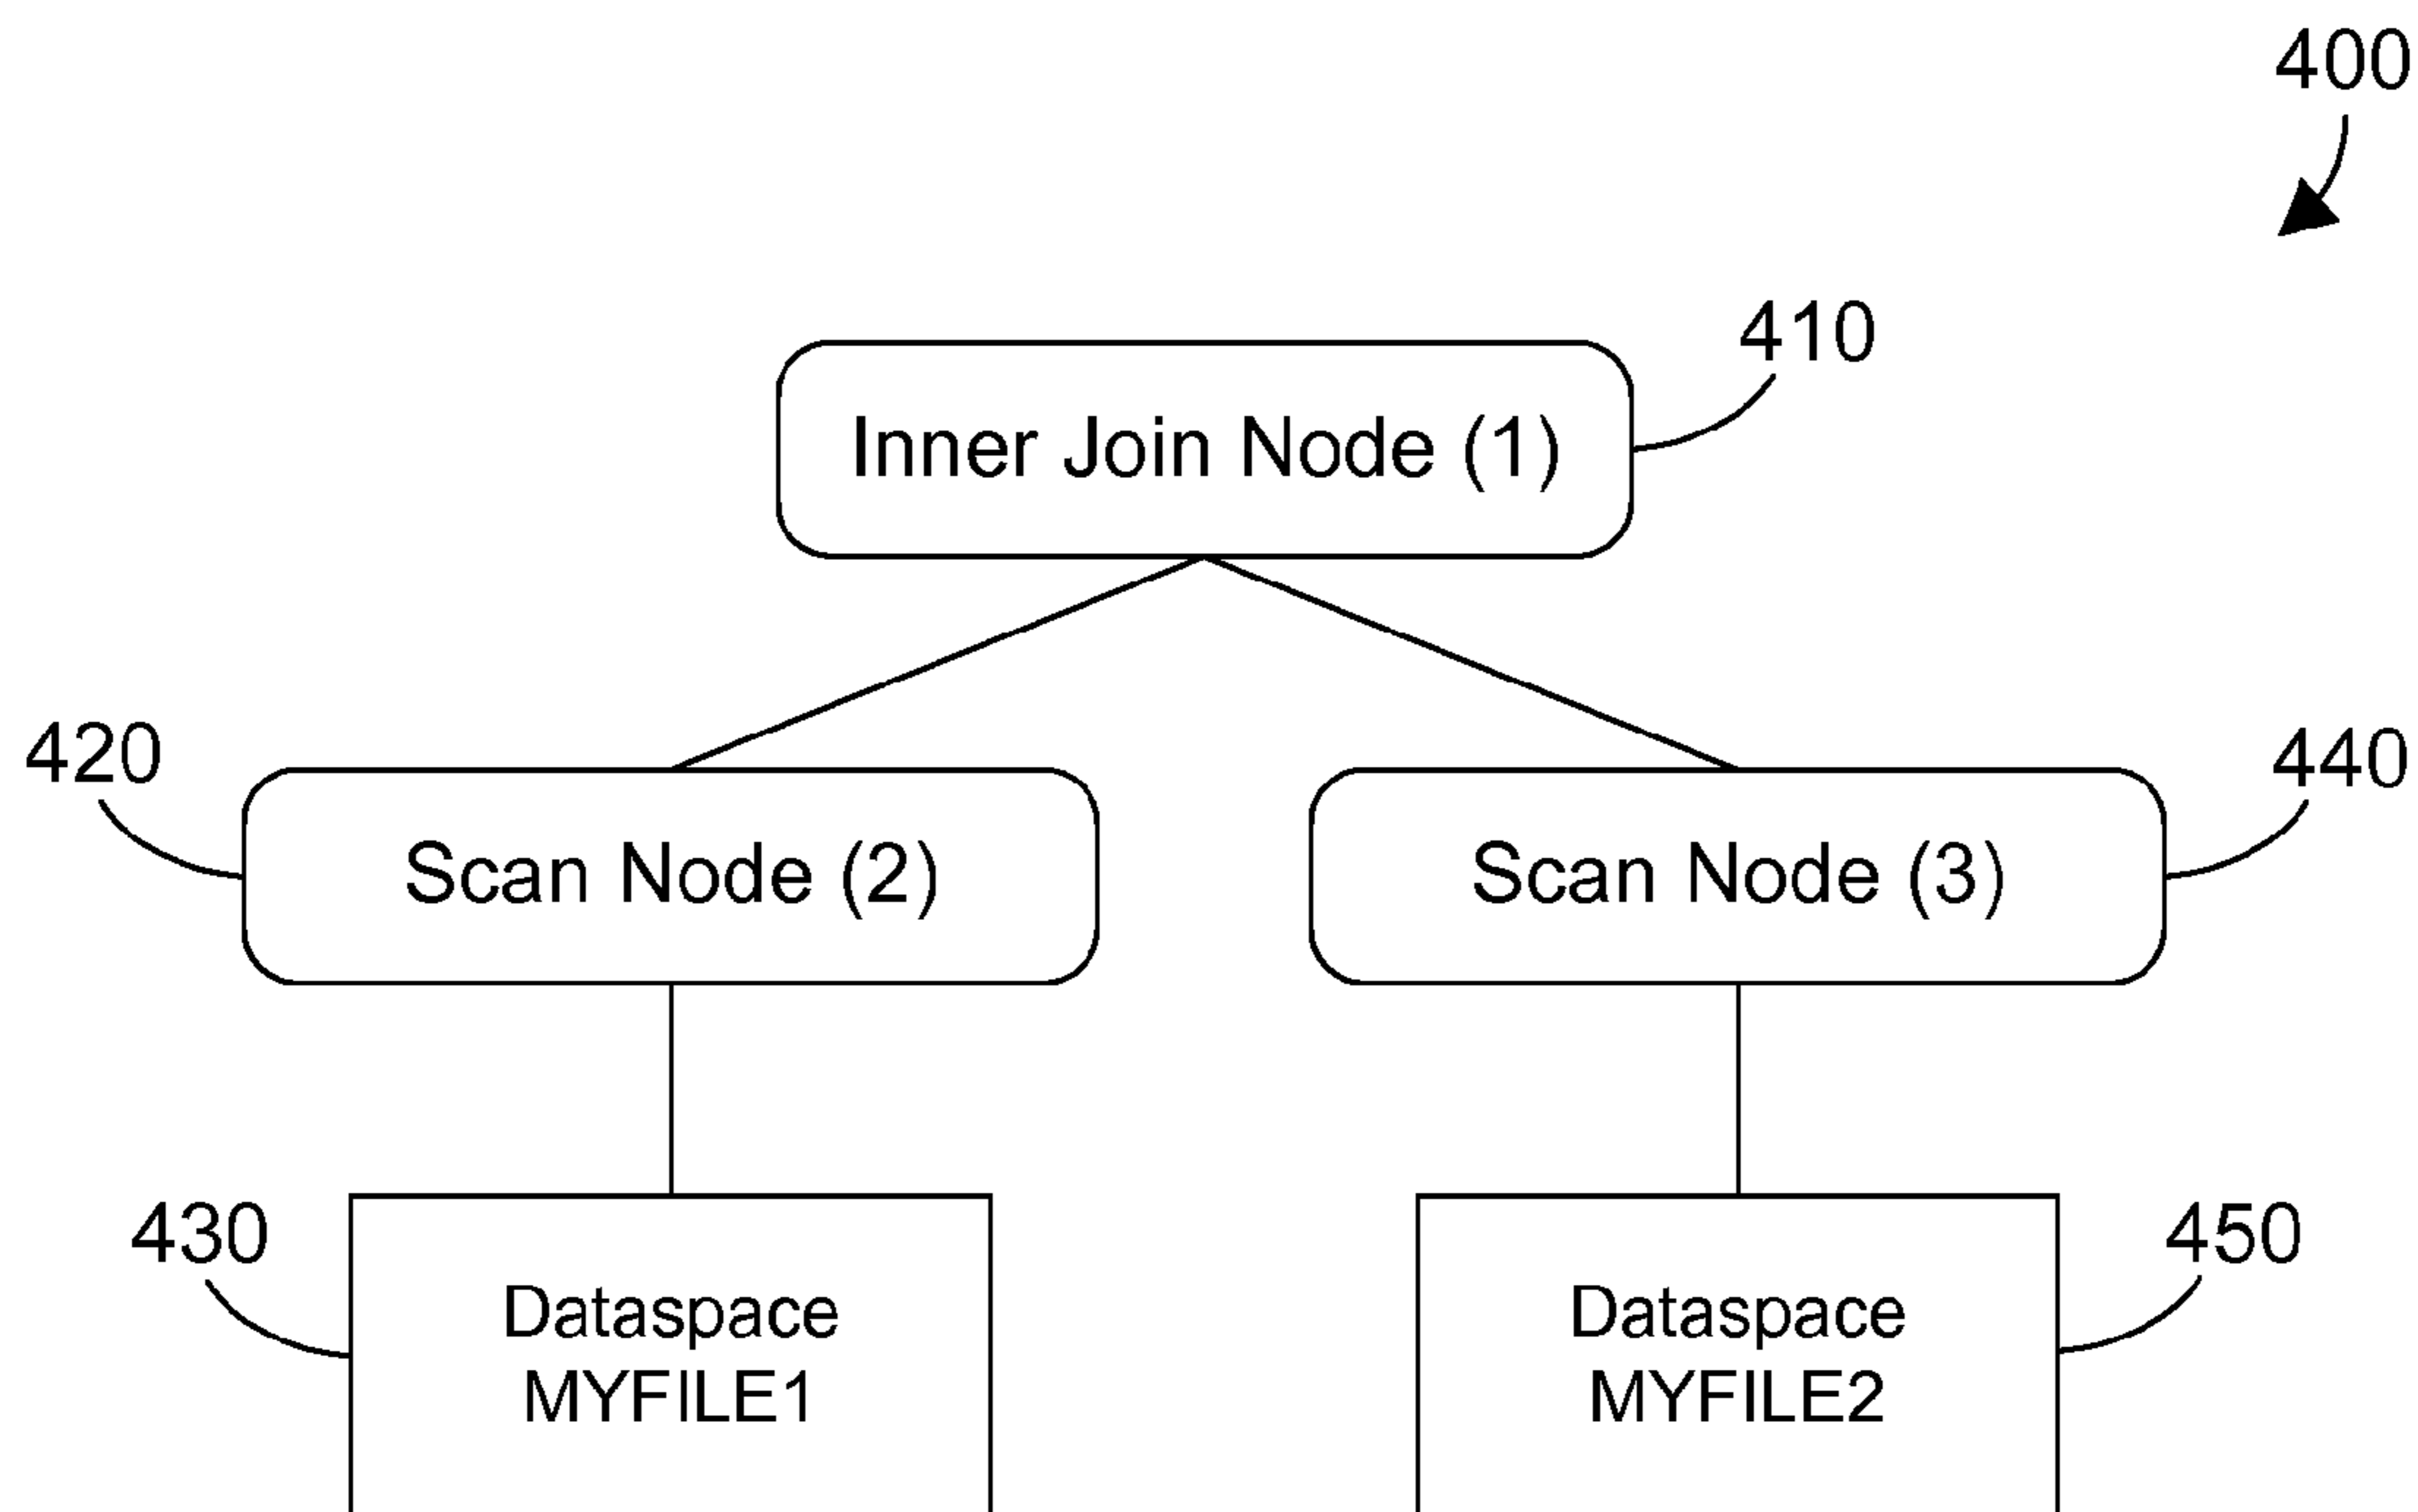 400
410
Inner Join Node (1)
420
440
Scan Node (2)
Scan Node (3)
430
450
Dataspace
MYFILE1
Dataspace
MYFILE2